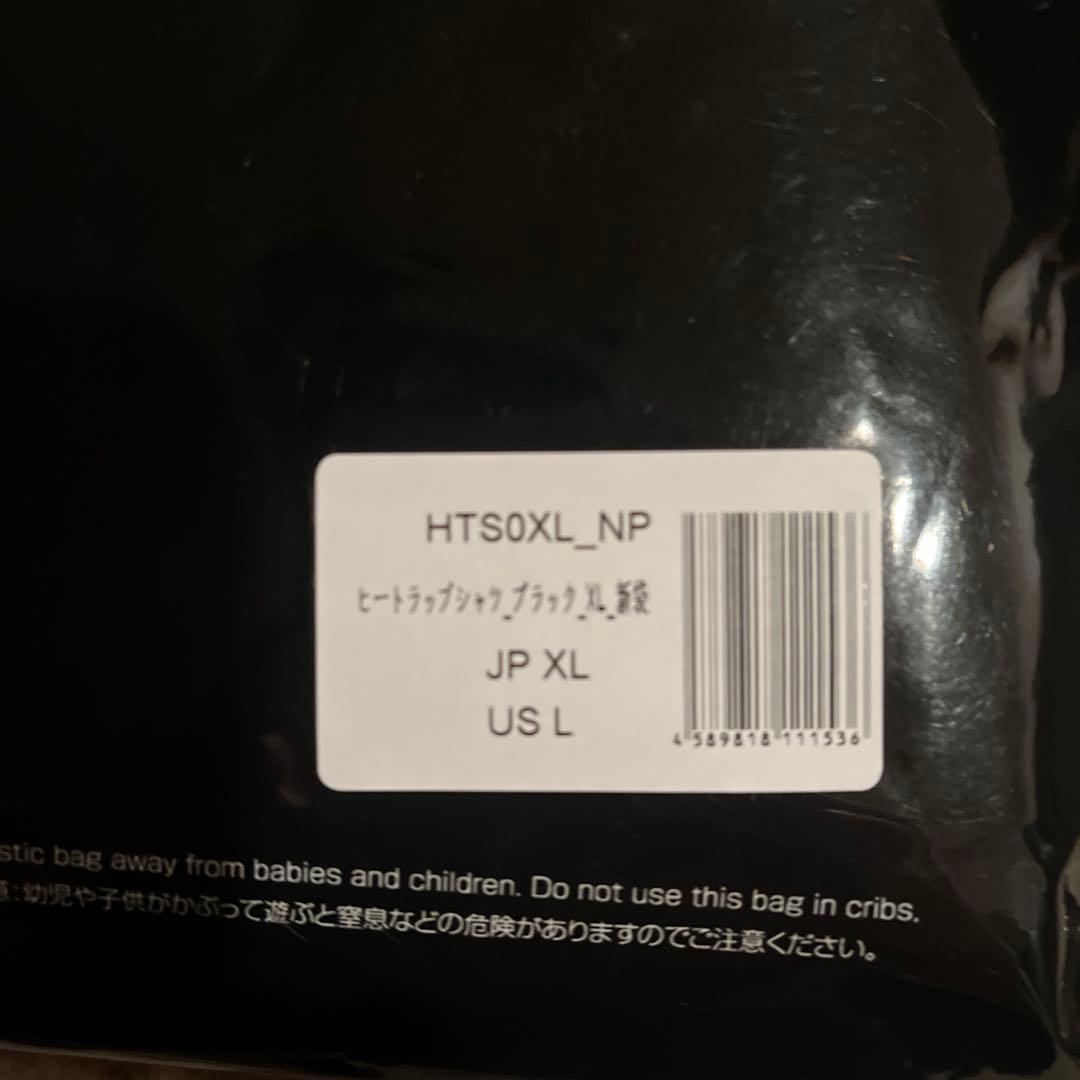 HTS0XL_NP
ヒートラップシャツ_ブラック_XL_新袋
JP XL
US L
4 589818 111536
stic bag away from babies and children. Do not use this bag in cribs.
意:幼児や子供がかぶって遊ぶと窒息などの危険がありますのでご注意ください。